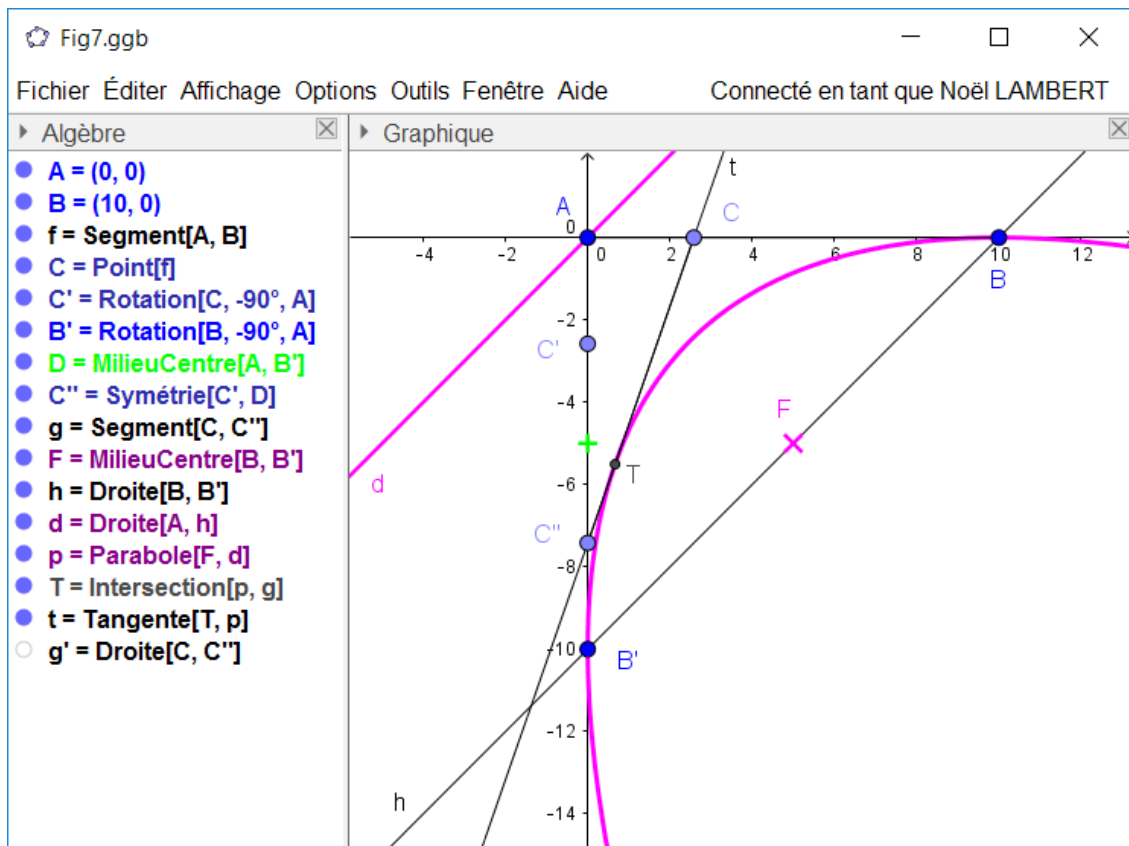 Fig7.ggb
Fichier Éditer Affichage Options Outils Fenêtre Aide Connecté en tant que Noël LAMBERT
Algèbre
A = (0, 0)
B = (10, 0)
f = Segment[A, B]
C = Point[f]
C' = Rotation[C, -90°, A]
B' = Rotation[B, -90°, A]
D = MilieuCentre[A, B']
C'' = Symétrie[C', D]
g = Segment[C, C'']
F = MilieuCentre[B, B']
h = Droite[B, B']
d = Droite[A, h]
p = Parabole[F, d]
T = Intersection[p, g]
t = Tangente[T, p]
g' = Droite[C, C'']
Graphique
t
A
C
0
-4 -2 0 2 4 6 8 10 12
B
-2
C'
-4
F
T
d
-6
C''
-8
-10
B'
-12
h
-14